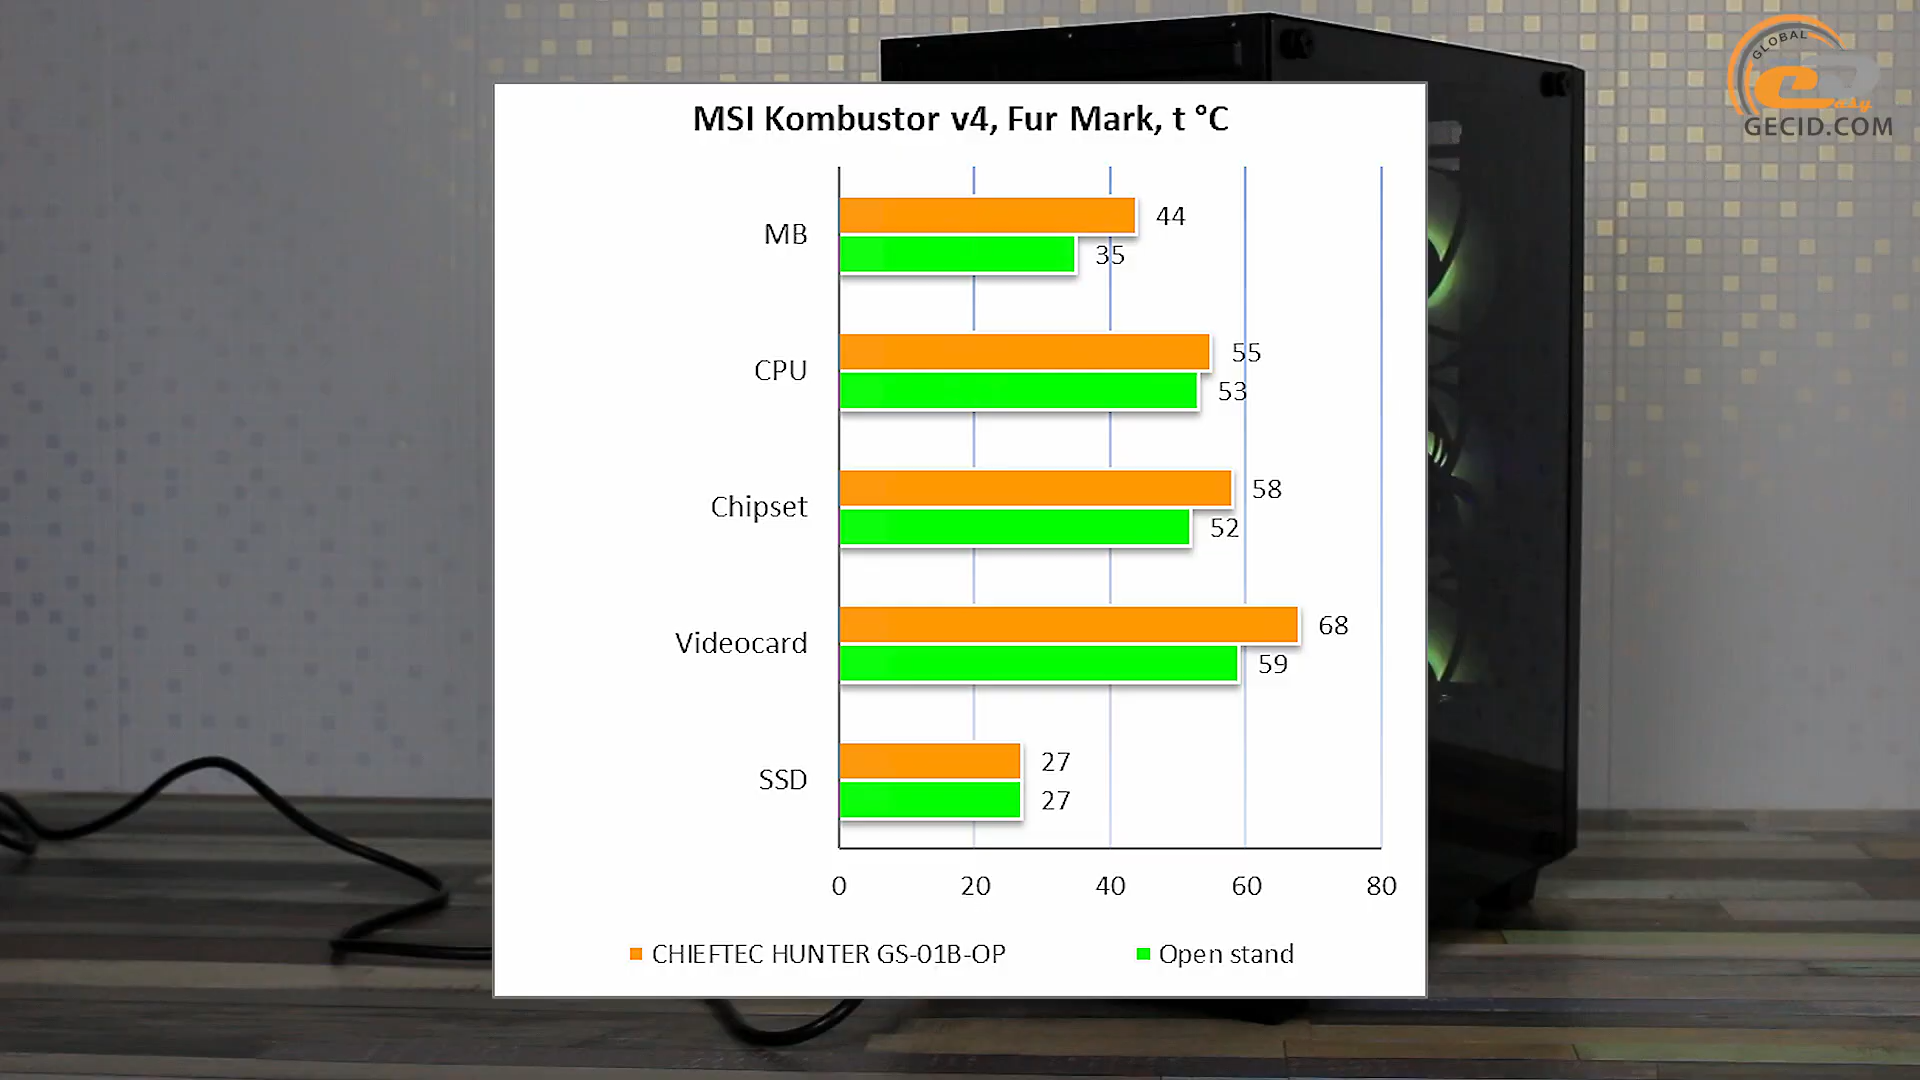 GLOBAL
GECID.COM
MSI Kombustor v4, Fur Mark, t °C
MB
44
35
CPU
55
53
Chipset
58
52
Videocard
68
59
SSD
27
27
0 20 40 60 80
CHIEFTEC HUNTER GS-01B-OP
Open stand